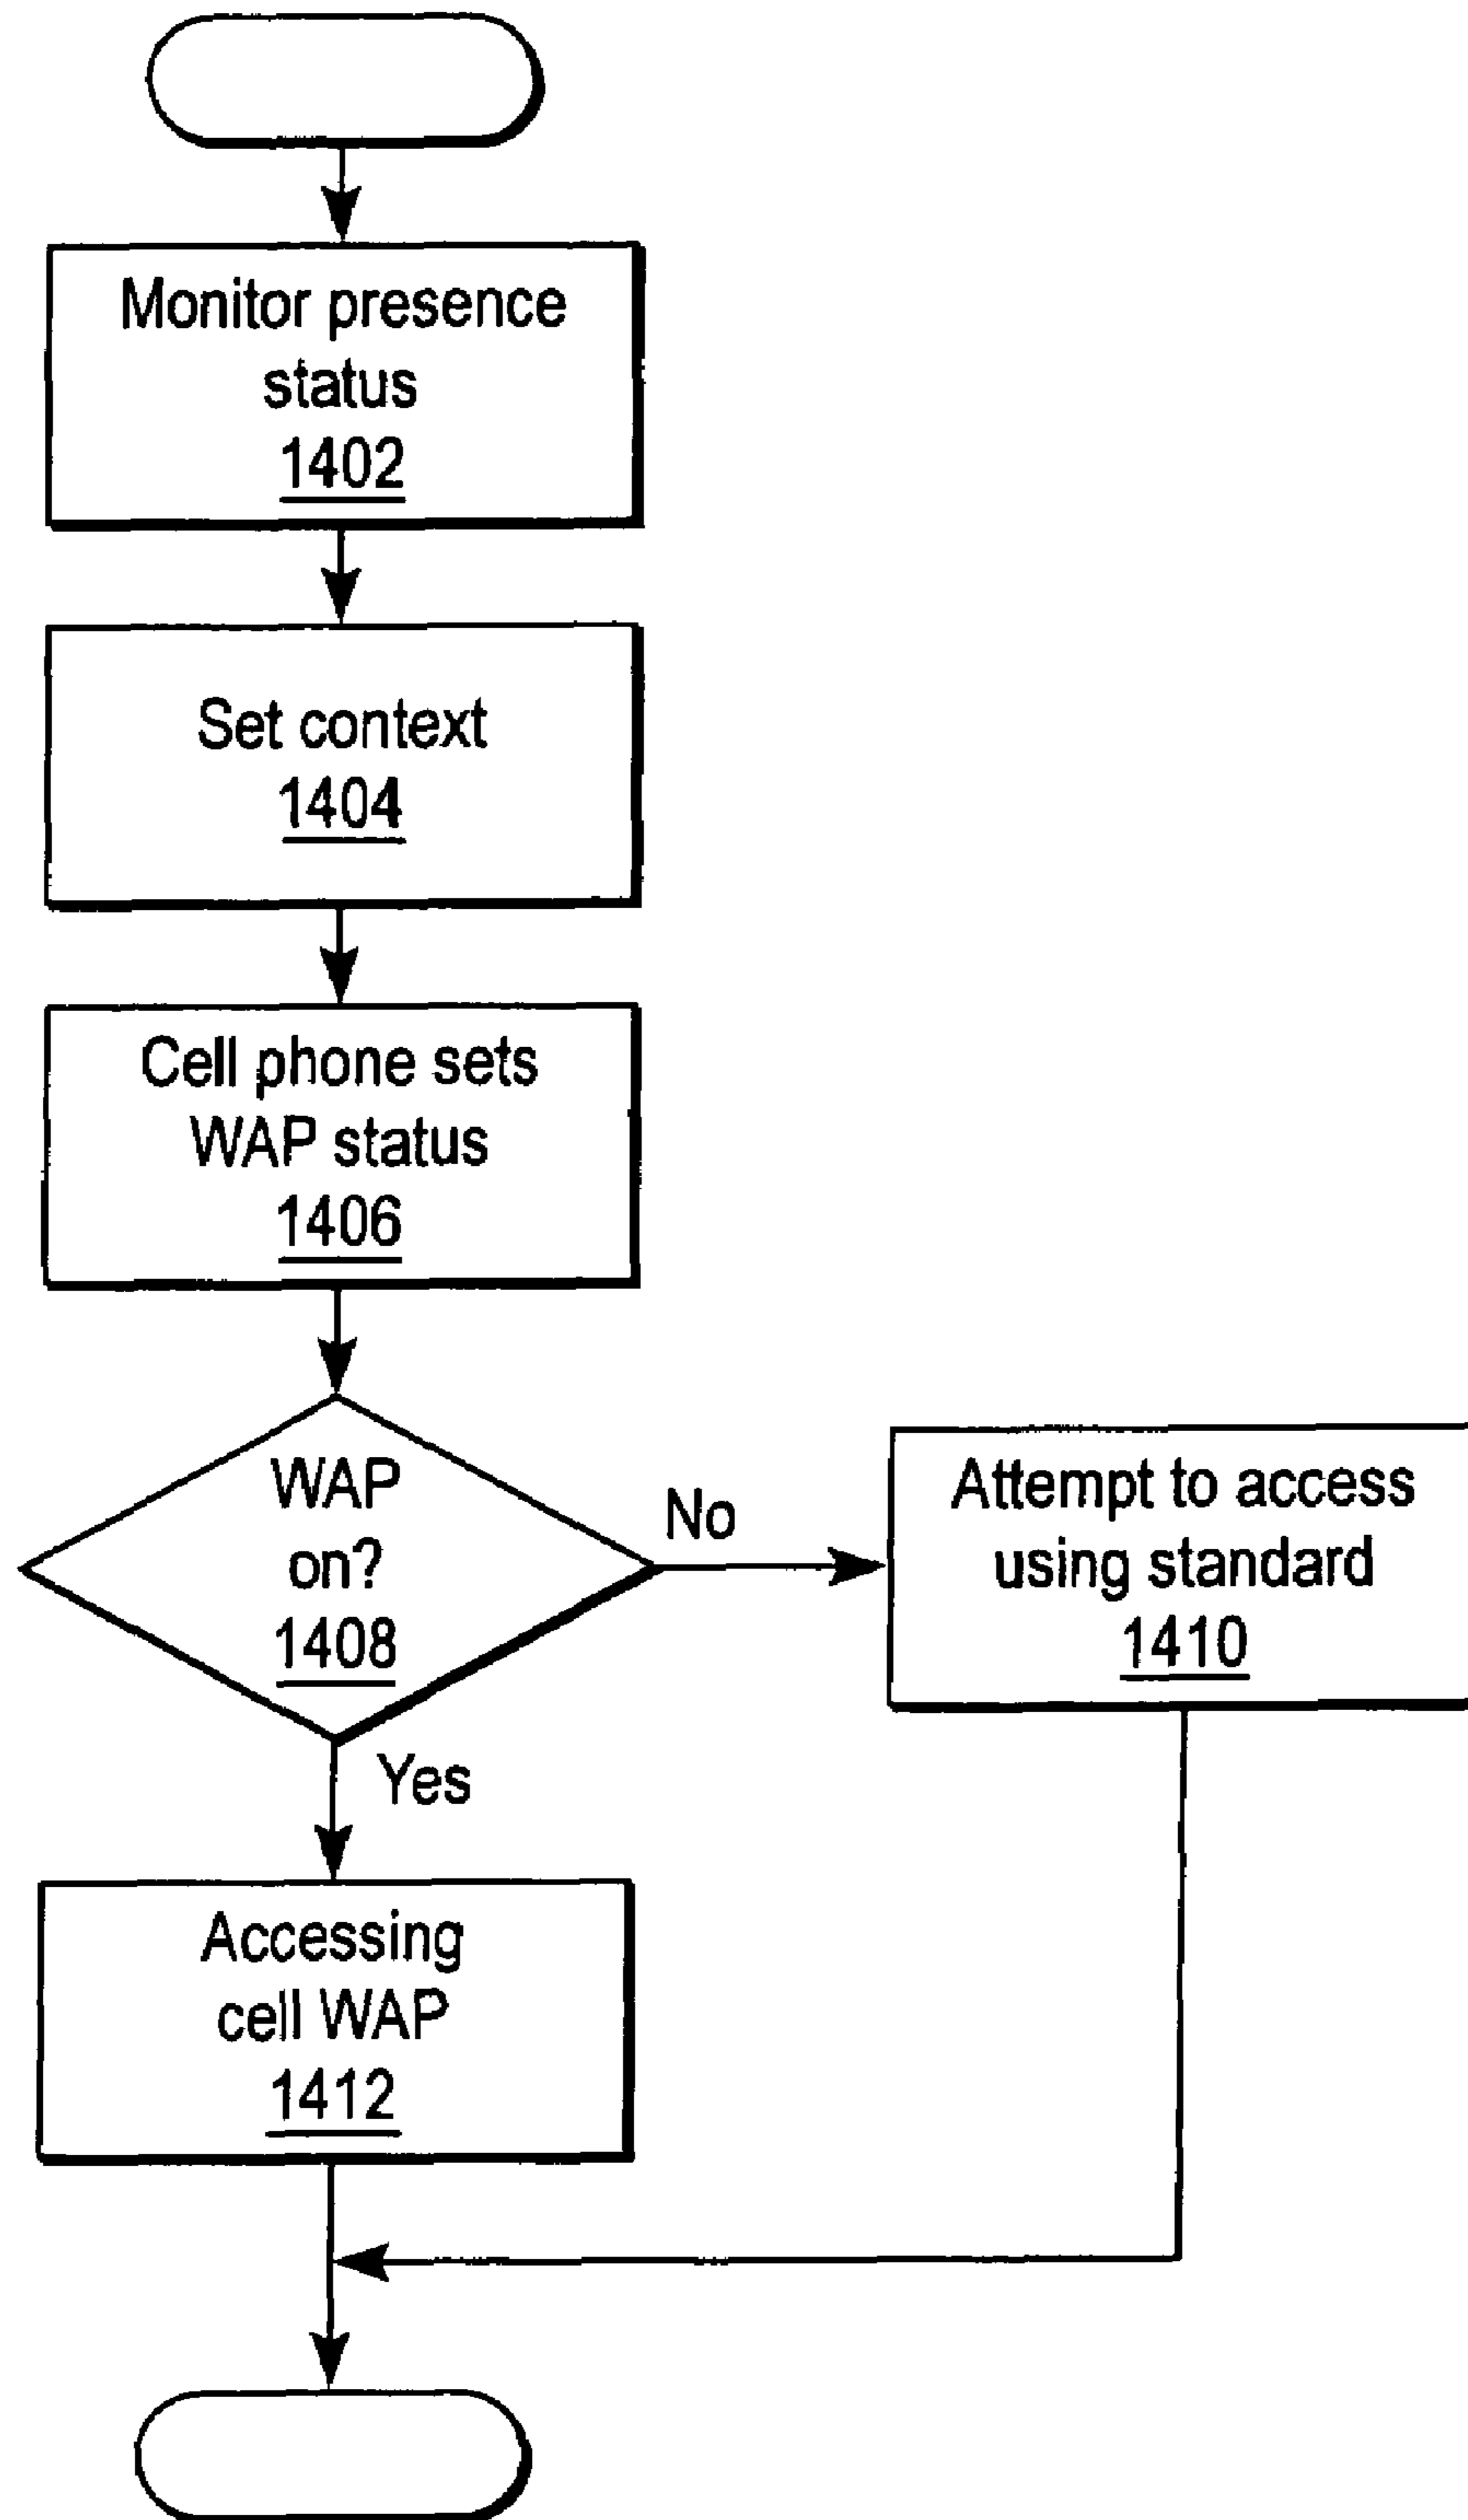 Monitor presence
status
1402
Set context
1404
Cell phone sets
WAP status
1406
WAP
on?
1408
No
Attempt to access
using standard
1410
Yes
Accessing
cell WAP
1412